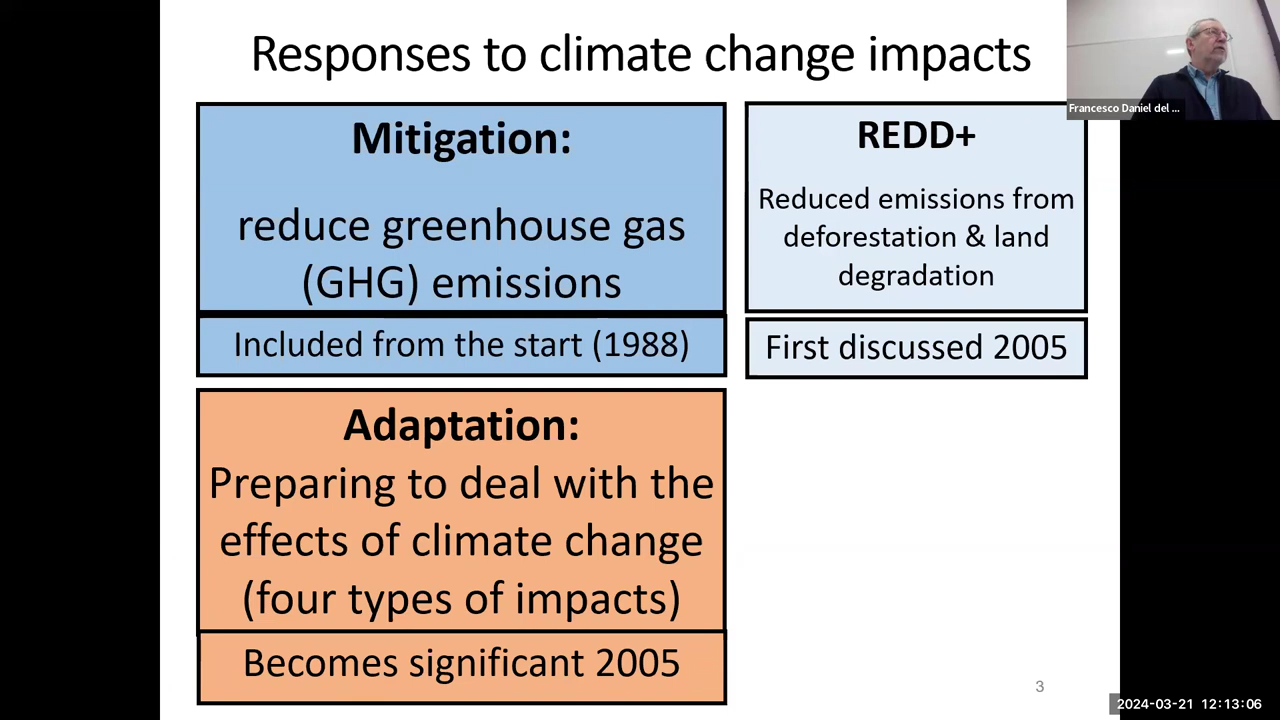 Responses to climate change impacts
Francesco Daniel del ...
Mitigation:
reduce greenhouse gas
(GHG) emissions
Included from the start (1988)
REDD+
Reduced emissions from
deforestation & land
degradation
First discussed 2005
Adaptation:
Preparing to deal with the
effects of climate change
(four types of impacts)
Becomes significant 2005
3
2024-03-21 12:13:06